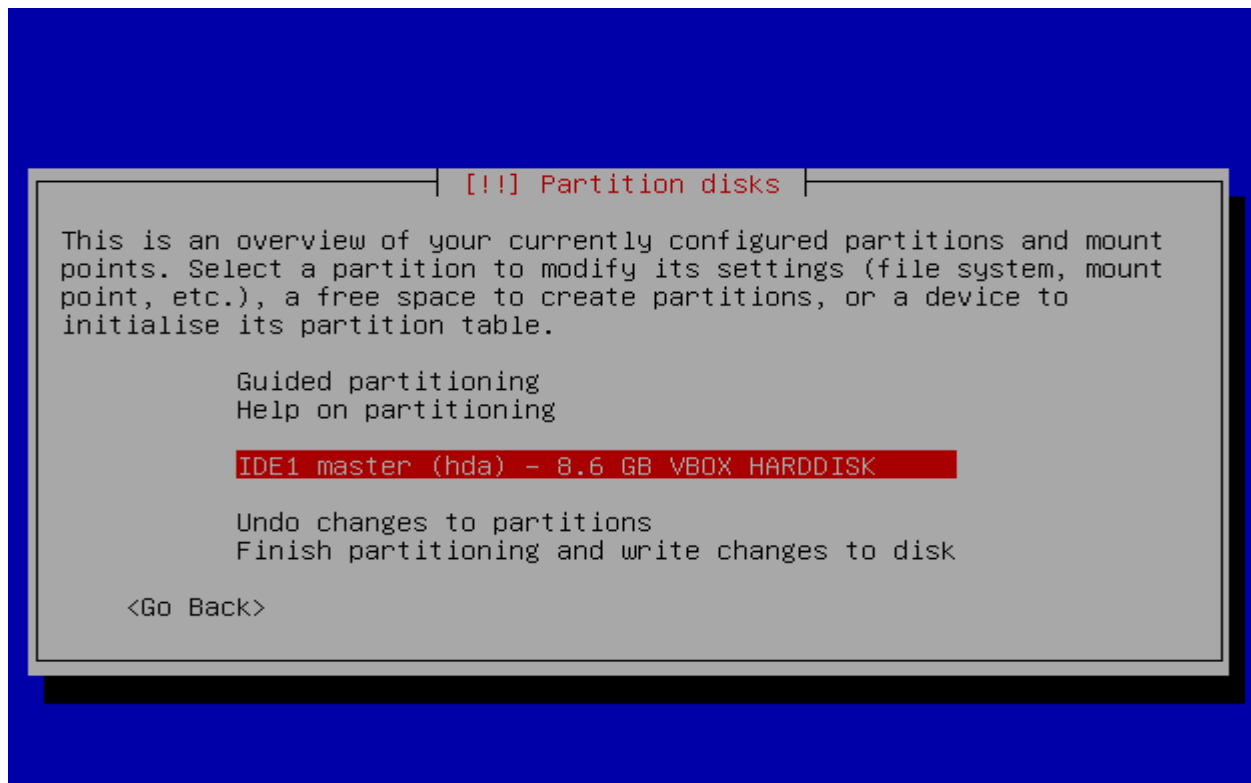 [!!] Partition disks
This is an overview of your currently configured partitions and mount
points. Select a partition to modify its settings (file system, mount
point, etc.), a free space to create partitions, or a device to
initialise its partition table.
Guided partitioning
Help on partitioning
IDE1 master (hda) - 8.6 GB VBOX HARDDISK
Undo changes to partitions
Finish partitioning and write changes to disk
<Go Back>